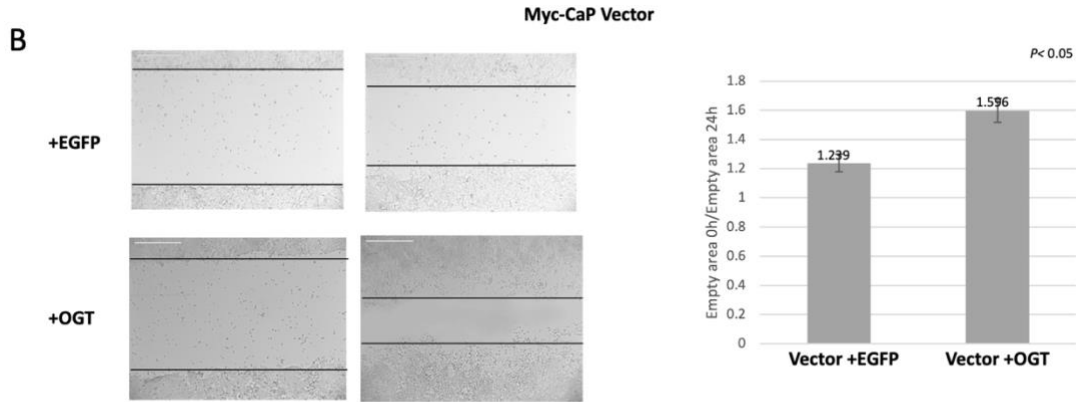 Myc-CaP Vector
B
+EGFP
+OGT
P< 0.05
Empty area 0h/Empty area 24h
1.8
1.6
1.4
1.2
1
0.8
0.6
0.4
0.2
0
1.239
1.596
Vector +EGFP
Vector +OGT